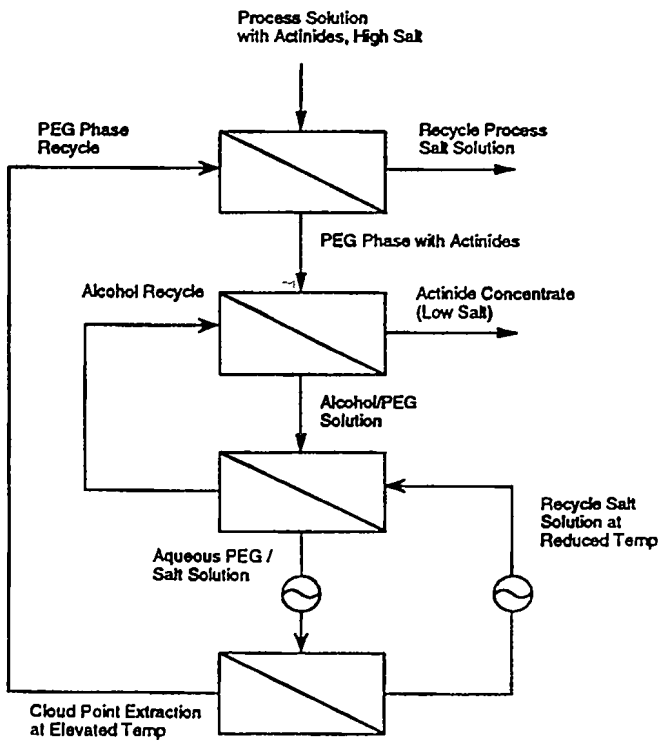 Process Solution
with Actinides, High Salt
PEG Phase
Recycle
Recycle Process
Salt Solution
PEG Phase with Actinides
Alcohol Recycle
Actinide Concentrate
(Low Salt)
Alcohol/PEG
Solution
Recycle Salt
Solution at
Reduced Temp
Aqueous PEG /
Salt Solution
Cloud Point Extraction
at Elevated Temp